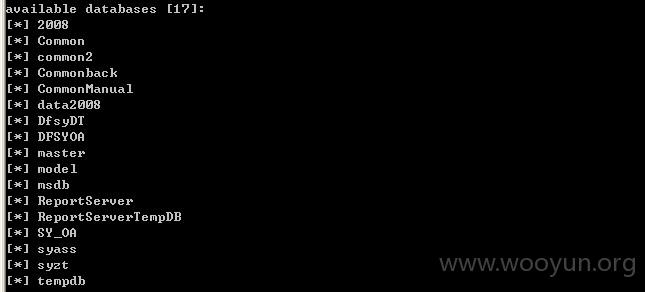 available databases [17]:
[*] 2008
[*] Common
[*] common2
[*] Commonback
[*] CommonManual
[*] data2008
[*] DfsyDT
[*] DFSYOA
[*] master
[*] model
[*] msdb
[*] ReportServer
[*] ReportServerTempDB
[*] SY_OA
[*] syass
[*] syzt
[*] tempdb
www.wooyun.org